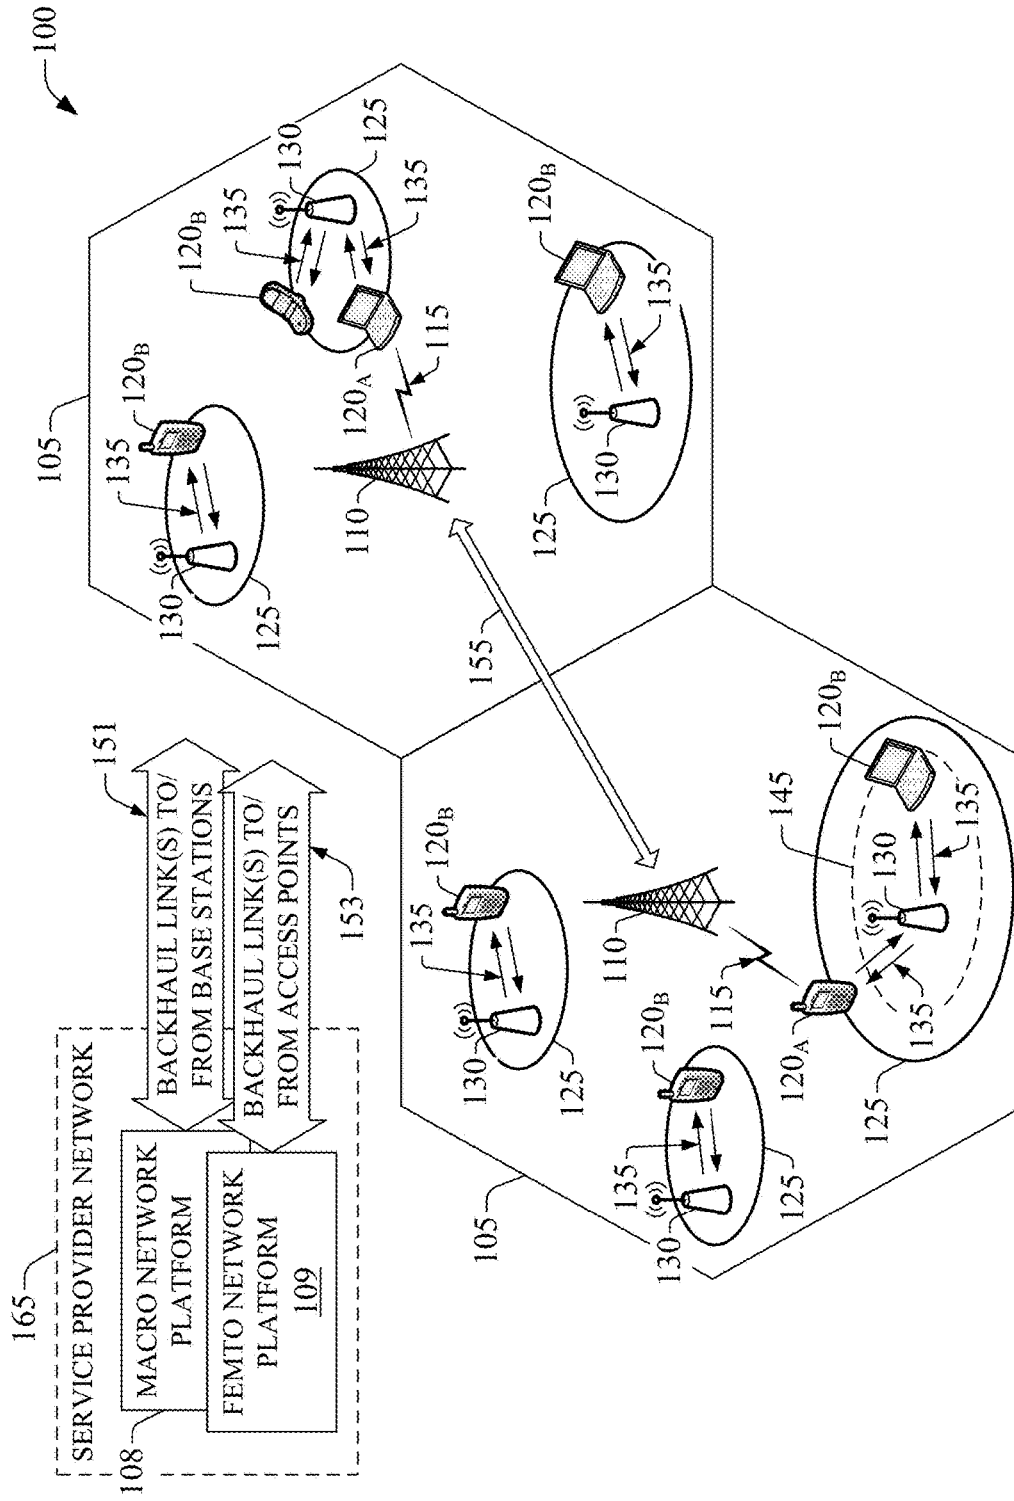 165
100
105
SERVICE PROVIDER NETWORK
151
108
MACRO NETWORK
PLATFORM
BACKHAUL LINK(S) TO/
FROM BASE STATIONS
FEMTO NETWORK
PLATFORM
109
BACKHAUL LINK(S) TO/
FROM ACCESS POINTS
153
135
120B
130
125
120B
135
130
125
135
120A
115
110
155
120B
125
130
135
120B
135
130
125
105
110
120B
135
130
125
115
120A
145
120B
130
135
135
125